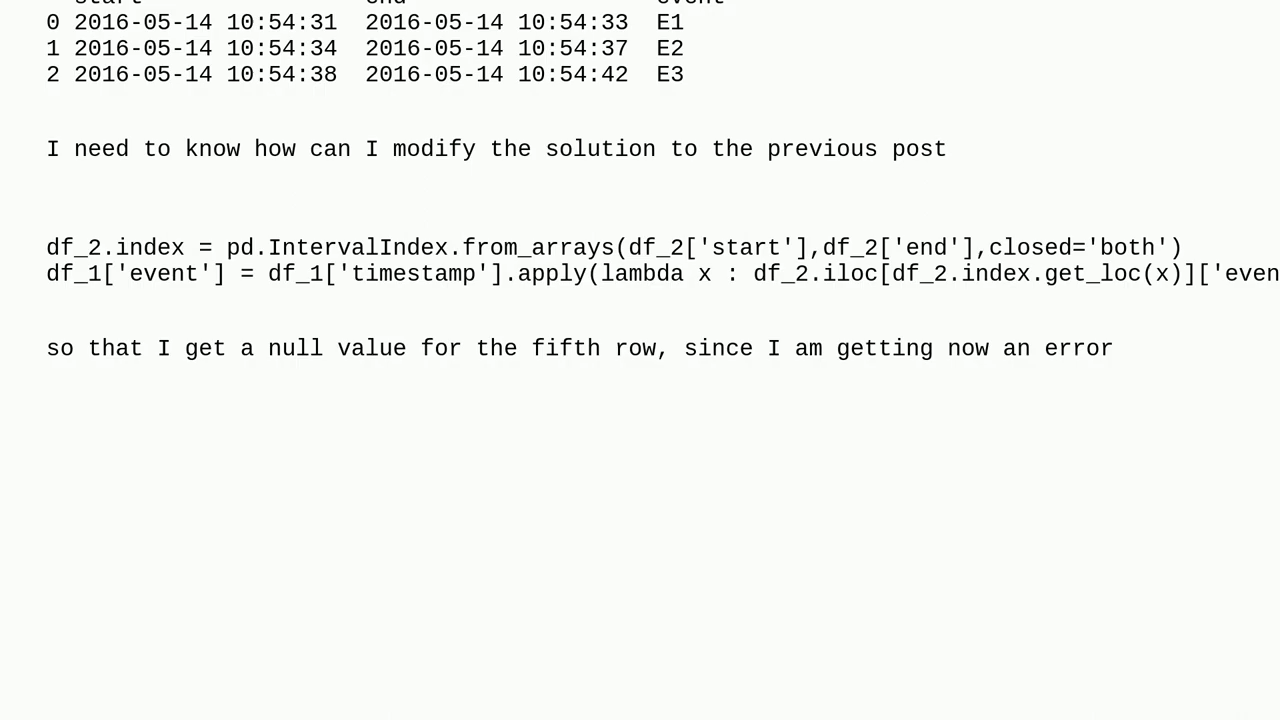 start                end                  event
0 2016-05-14 10:54:31  2016-05-14 10:54:33  E1
1 2016-05-14 10:54:34  2016-05-14 10:54:37  E2
2 2016-05-14 10:54:38  2016-05-14 10:54:42  E3
I need to know how can I modify the solution to the previous post
df_2.index = pd.IntervalIndex.from_arrays(df_2['start'],df_2['end'],closed='both')
df_1['event'] = df_1['timestamp'].apply(lambda x : df_2.iloc[df_2.index.get_loc(x)]['even
so that I get a null value for the fifth row, since I am getting now an error